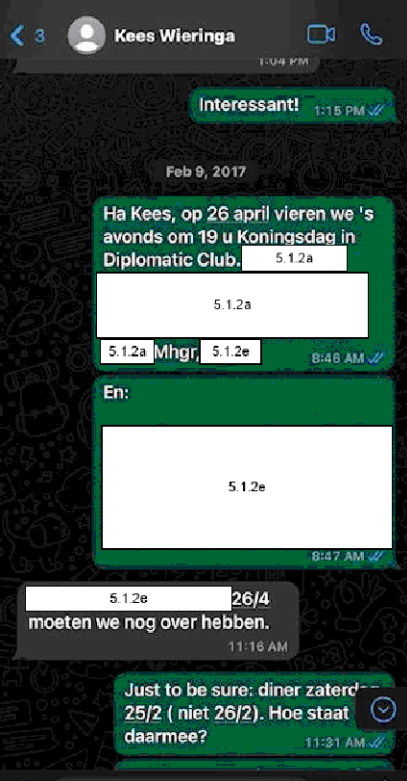 3 Kees Wieringa
1:04 PM
Interessant! 1:15 PM
Feb 9, 2017
Ha Kees, op 26 april vieren we 's
avonds om 19 u Koningsdag in
Diplomatic Club. 5.1.2a
5.1.2a
5.1.2a Mhgr, 5.1.2e
8:46 AM
En:
5.1.2e
8:47 AM
5.1.2e 26/4
moeten we nog over hebben.
11:16 AM
Just to be sure: diner
25/2 ( niet 26/2). Hoe staat
daarmee? 11:31 AM